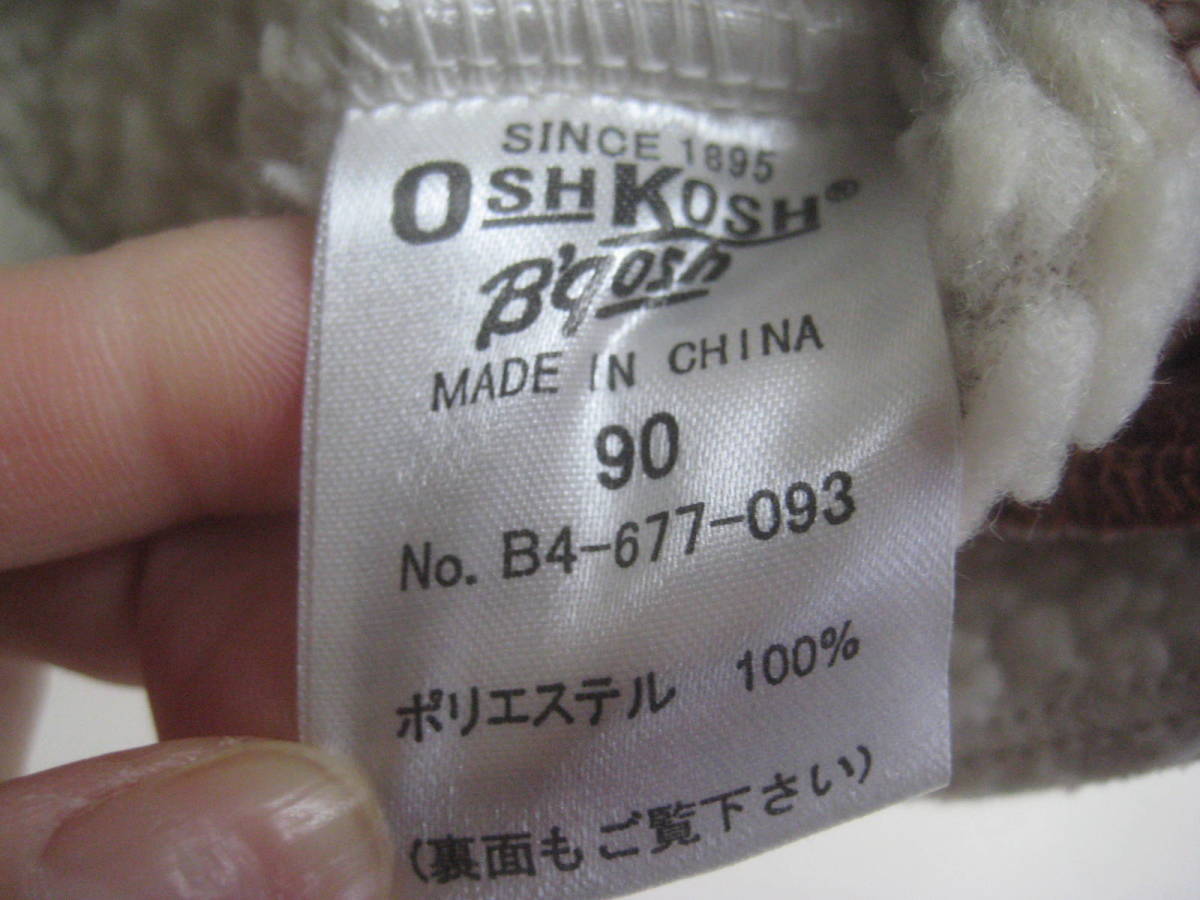 SINCE 1895
OSHKOSH®
B'gosh
MADE IN CHINA
90
No. B4-677-093
ポリエステル 100%
(裏面もご覧下さい)